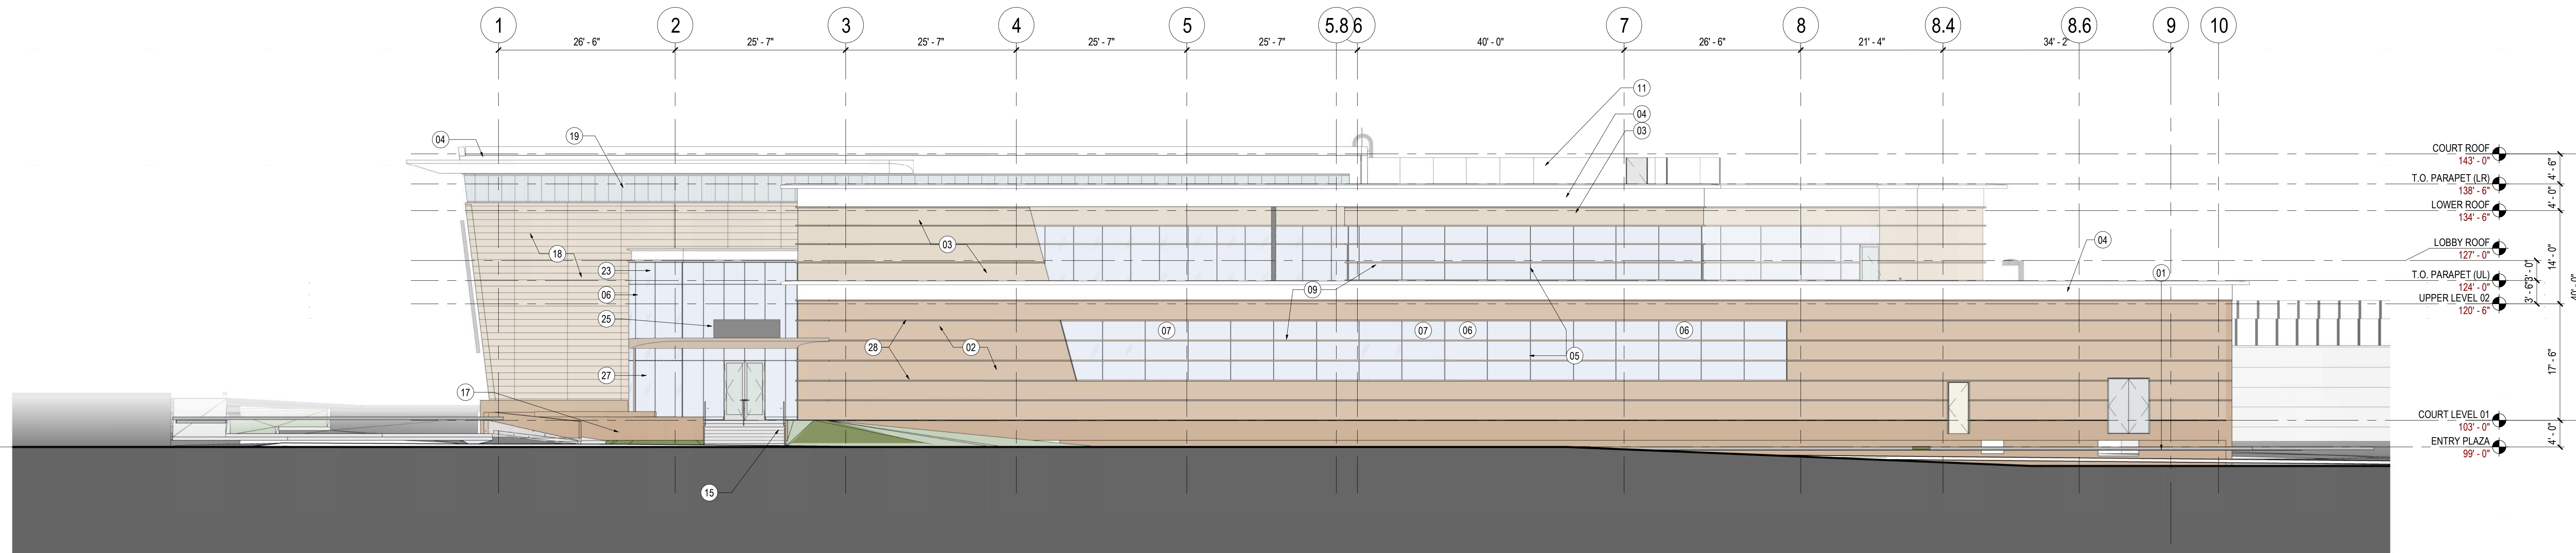 1 2 3 4 5 5.8 6 7 8 8.4 8.6 9 10
26' - 6" 25' - 7" 25' - 7" 25' - 7" 25' - 7" 40' - 0" 26' - 6" 21' - 4" 34' - 2"
11
04
03
04
19
COURT ROOF
143' - 0"
4' - 6"
T.O. PARAPET (LR)
138' - 6"
4' - 0"
LOWER ROOF
134' - 6"
18
03
04
LOBBY ROOF
127' - 0"
14' - 0"
23
01
T.O. PARAPET (UL)
124' - 0"
3' - 0"
06
09
UPPER LEVEL 02
120' - 6"
3' - 6"
40' - 0"
25
07
07
06
06
28
02
05
17' - 6"
27
17
COURT LEVEL 01
103' - 0"
4' - 0"
ENTRY PLAZA
99' - 0"
15